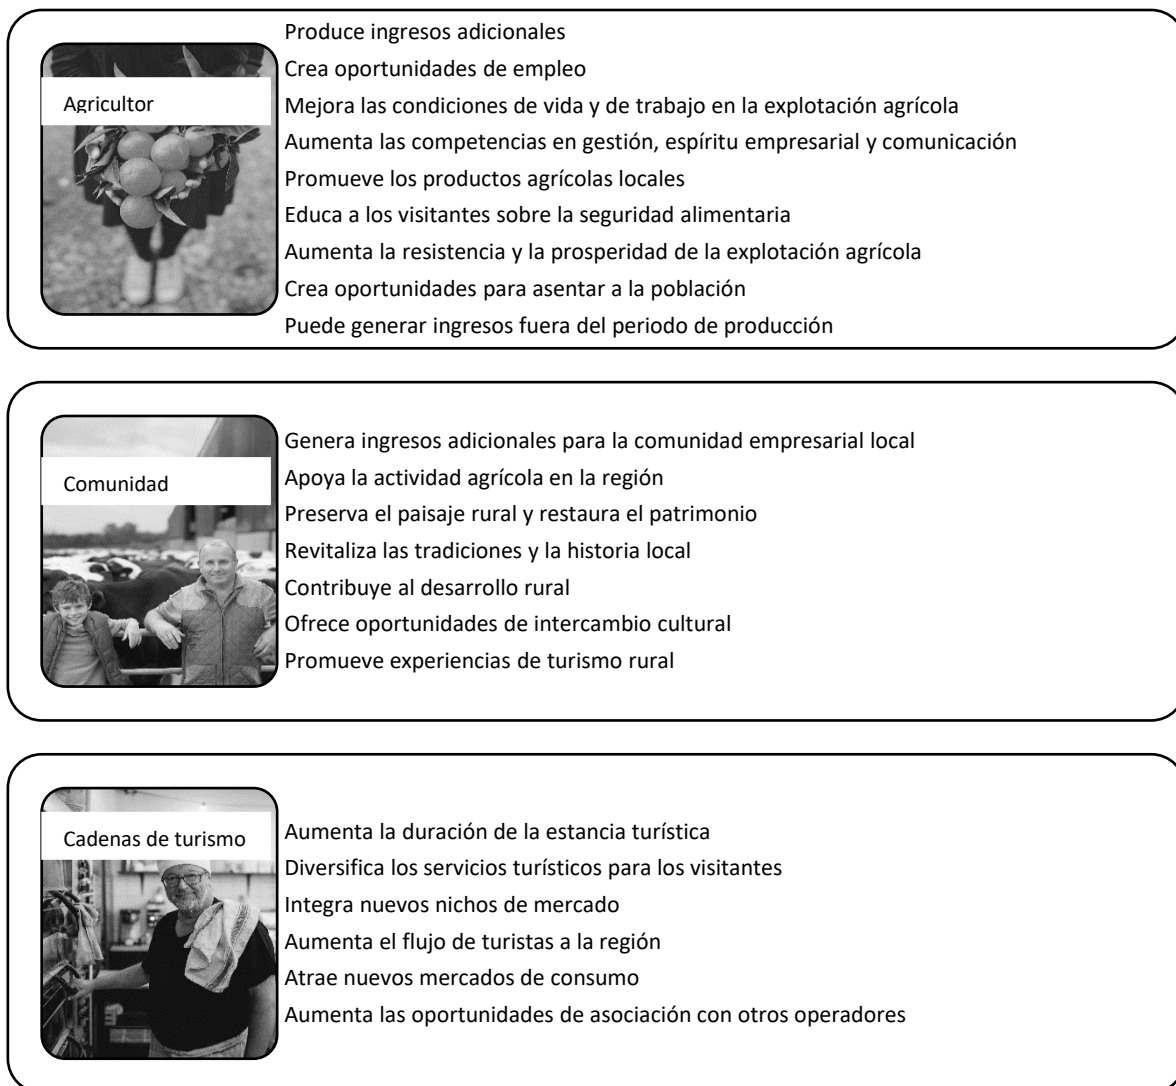 Agricultor
Produce ingresos adicionales
Crea oportunidades de empleo
Mejora las condiciones de vida y de trabajo en la explotación agrícola
Aumenta las competencias en gestión, espíritu empresarial y comunicación
Promueve los productos agrícolas locales
Educa a los visitantes sobre la seguridad alimentaria
Aumenta la resistencia y la prosperidad de la explotación agrícola
Crea oportunidades para asentar a la población
Puede generar ingresos fuera del periodo de producción
Comunidad
Genera ingresos adicionales para la comunidad empresarial local
Apoya la actividad agrícola en la región
Preserva el paisaje rural y restaura el patrimonio
Revitaliza las tradiciones y la historia local
Contribuye al desarrollo rural
Ofrece oportunidades de intercambio cultural
Promueve experiencias de turismo rural
Cadenas de turismo
Aumenta la duración de la estancia turística
Diversifica los servicios turísticos para los visitantes
Integra nuevos nichos de mercado
Aumenta el flujo de turistas a la región
Atrae nuevos mercados de consumo
Aumenta las oportunidades de asociación con otros operadores